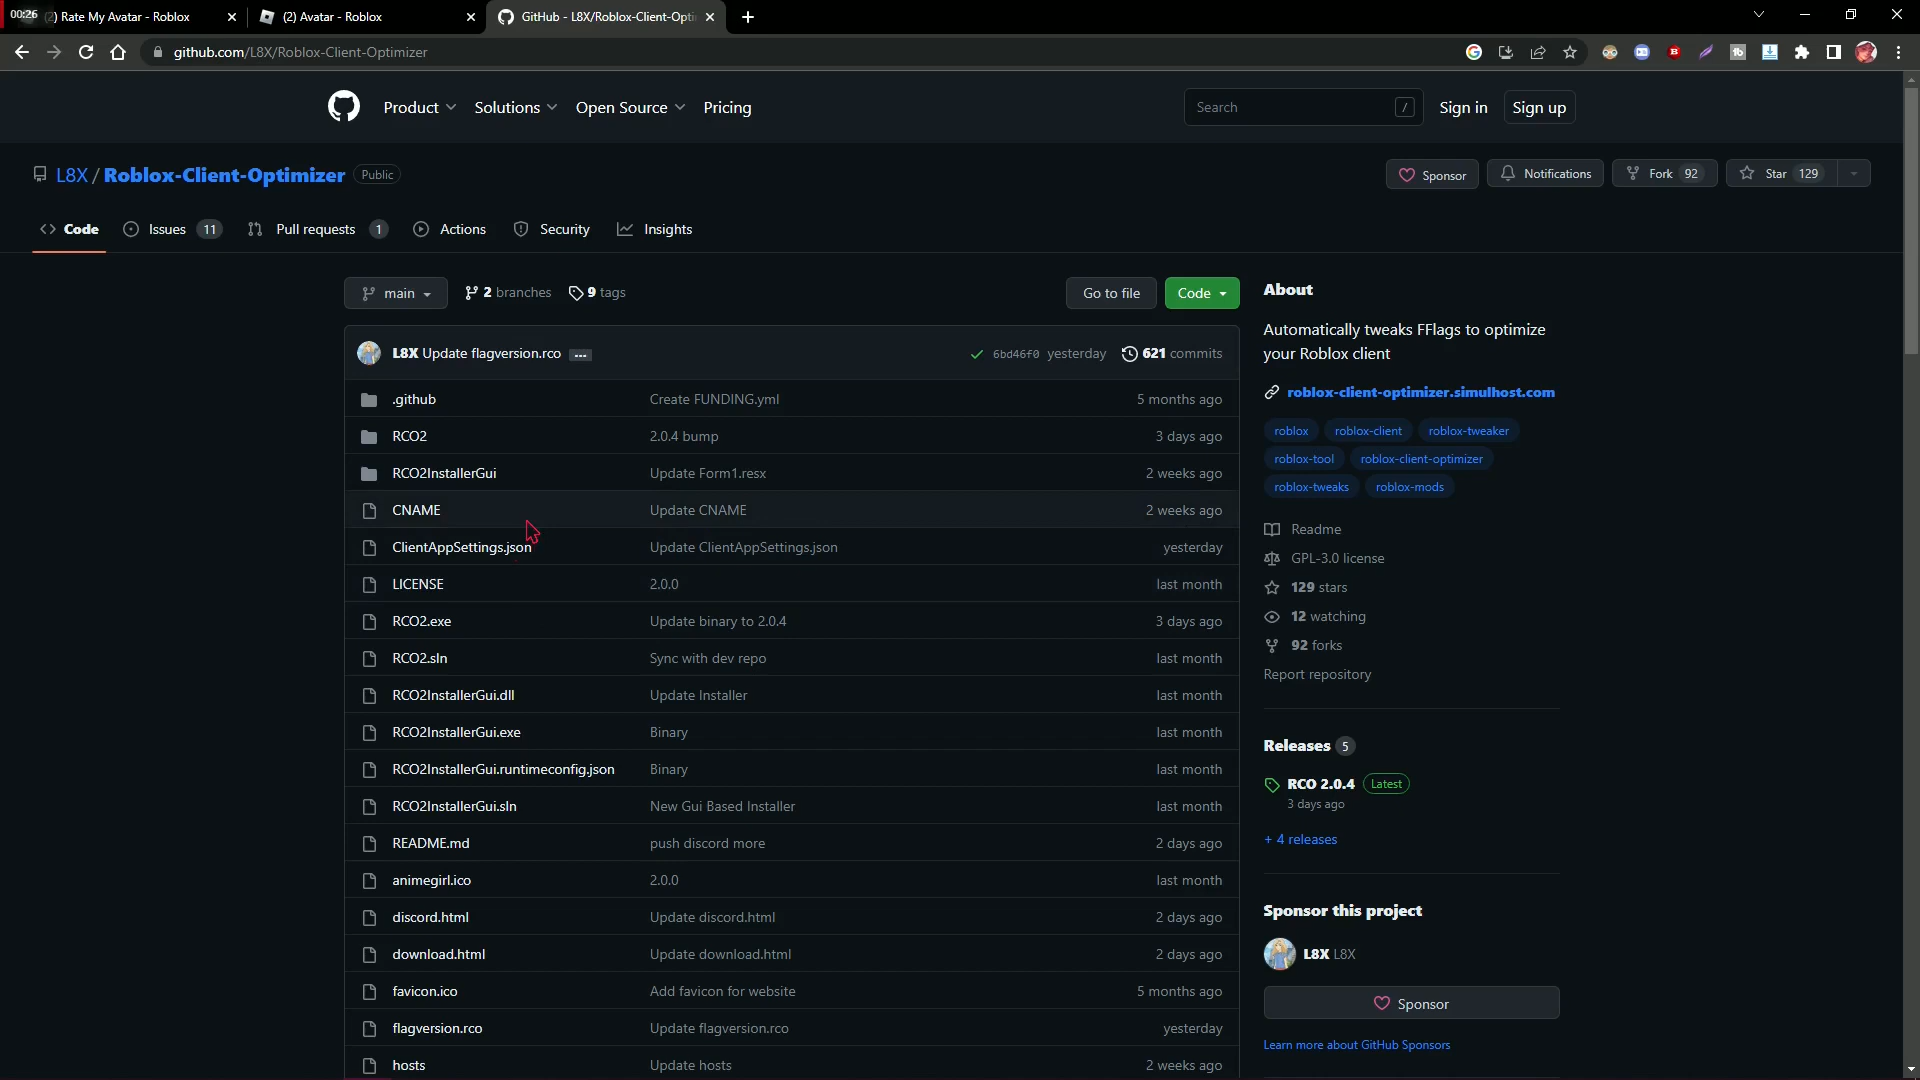 00:26
2) Rate My Avatar - Roblox
(2) Avatar - Roblox
GitHub - L8X/Roblox-Client-Opti
github.com/L8X/Roblox-Client-Optimizer
Product
Solutions
Open Source
Pricing
Search
/
Sign in
Sign up
L8X / Roblox-Client-Optimizer
Public
Sponsor
Notifications
Fork 92
Star 129
Code
Issues 11
Pull requests 1
Actions
Security
Insights
main
2 branches
9 tags
Go to file
Code
L8X Update flagversion.rco ...
6bd46f0 yesterday
621 commits
.github Create FUNDING.yml 5 months ago
RCO2 2.0.4 bump 3 days ago
RCO2InstallerGui Update Form1.resx 2 weeks ago
CNAME Update CNAME 2 weeks ago
ClientAppSettings.json Update ClientAppSettings.json yesterday
LICENSE 2.0.0 last month
RCO2.exe Update binary to 2.0.4 3 days ago
RCO2.sln Sync with dev repo last month
RCO2InstallerGui.dll Update Installer last month
RCO2InstallerGui.exe Binary last month
RCO2InstallerGui.runtimeconfig.json Binary last month
RCO2InstallerGui.sln New Gui Based Installer last month
README.md push discord more 2 days ago
animegirl.ico 2.0.0 last month
discord.html Update discord.html 2 days ago
download.html Update download.html 2 days ago
favicon.ico Add favicon for website 5 months ago
flagversion.rco Update flagversion.rco yesterday
hosts Update hosts 2 weeks ago
About
Automatically tweaks FFlags to optimize
your Roblox client
roblox-client-optimizer.simulhost.com
roblox roblox-client roblox-tweaker
roblox-tool roblox-client-optimizer
roblox-tweaks roblox-mods
Readme
GPL-3.0 license
129 stars
12 watching
92 forks
Report repository
Releases 5
RCO 2.0.4 Latest
3 days ago
+ 4 releases
Sponsor this project
L8X L8X
Sponsor
Learn more about GitHub Sponsors